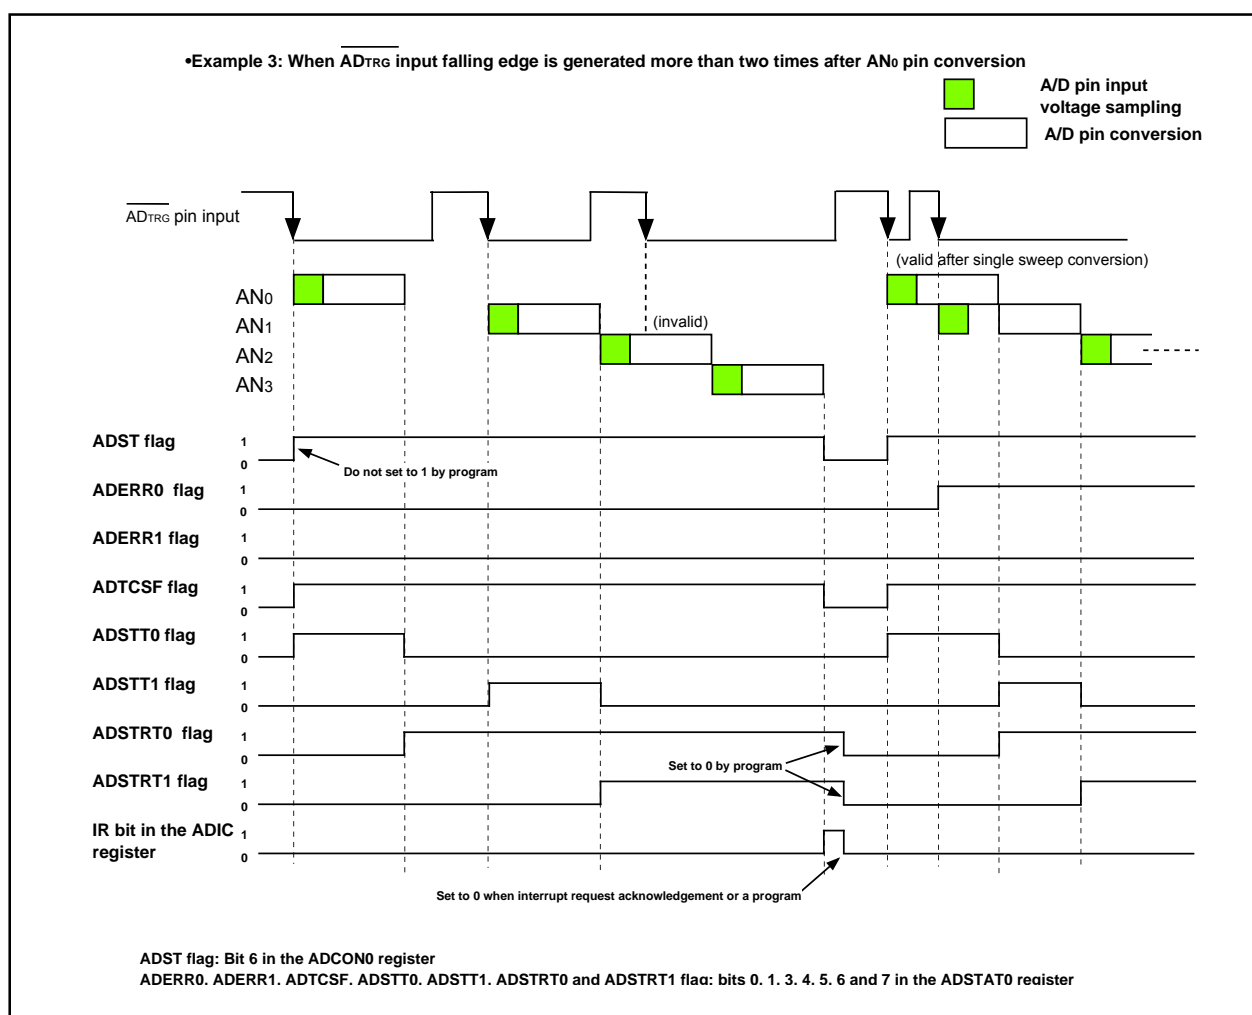 •Example 3: When ADTRG input falling edge is generated more than two times after AN0 pin conversion
A/D pin input
voltage sampling
A/D pin conversion
ADTRG pin input
(valid after single sweep conversion)
AN0
AN1
(invalid)
AN2
AN3
ADST flag
1
0
Do not set to 1 by program
ADERR0 flag
1
0
ADERR1 flag
1
0
ADTCSF flag
1
0
ADSTT0 flag
1
0
ADSTT1 flag
1
0
ADSTRT0 flag
1
0
Set to 0 by program
ADSTRT1 flag
1
0
IR bit in the ADIC
register
1
0
Set to 0 when interrupt request acknowledgement or a program
ADST flag: Bit 6 in the ADCON0 register
ADERR0, ADERR1, ADTCSF, ADSTT0, ADSTT1, ADSTRT0 and ADSTRT1 flag: bits 0, 1, 3, 4, 5, 6 and 7 in the ADSTAT0 register